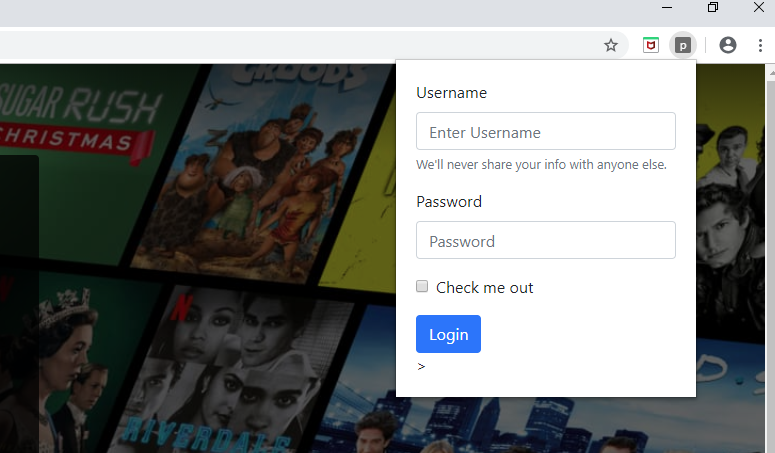 p
Username
Enter Username
We'll never share your info with anyone else.
Password
Password
Check me out
Login
>
SUGAR RUSH
CHRISTMAS
CROODS
N
RIVERDALE
N
D S